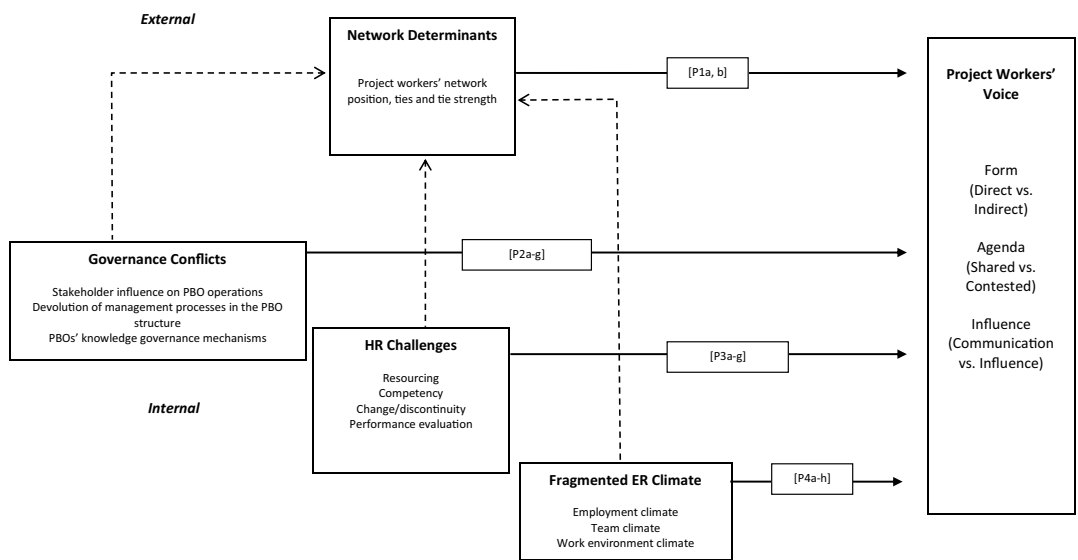 External
Network Determinants
Project workers’ network
position, ties and tie strength
[P1a, b]
Project Workers’
Voice
Form
(Direct vs.
Indirect)
Agenda
(Shared vs.
Contested)
Influence
(Communication
vs. Influence)
[P2a-g]
Governance Conflicts
Stakeholder influence on PBO operations
Devolution of management processes in the PBO
structure
PBOs’ knowledge governance mechanisms
HR Challenges
Resourcing
Competency
Change/discontinuity
Performance evaluation
[P3a-g]
Internal
Fragmented ER Climate
Employment climate
Team climate
Work environment climate
[P4a-h]